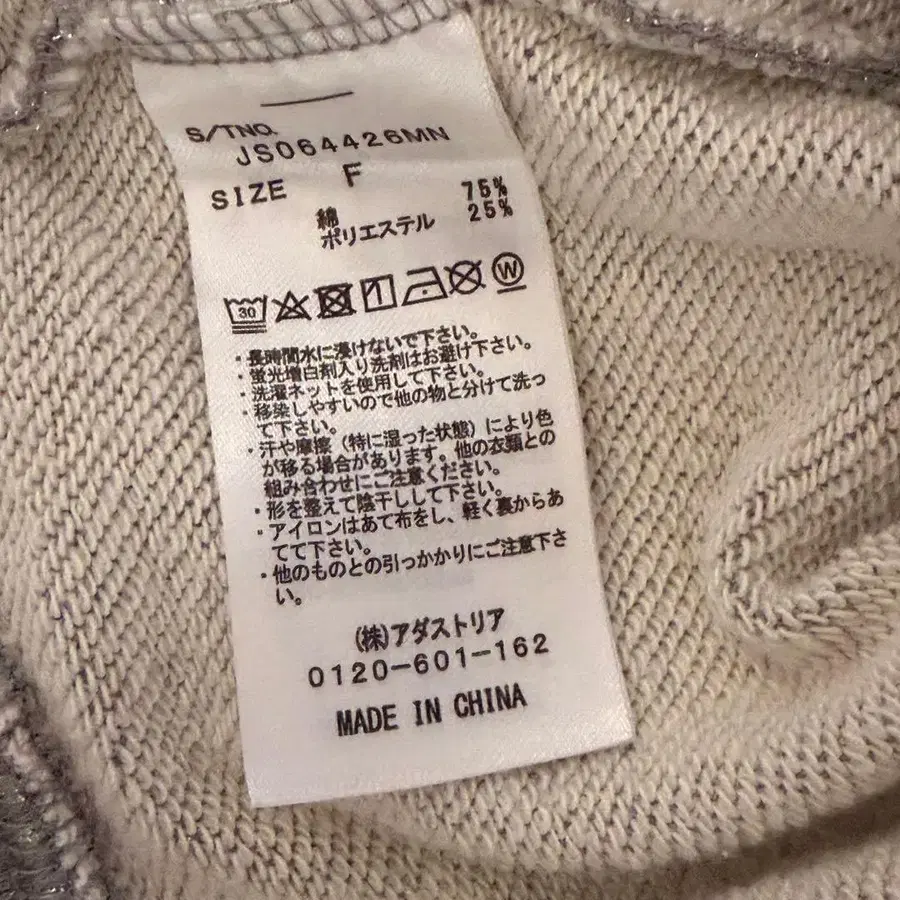 S/TNO.
JS064426MN
SIZE F
綿 75%
ポリエステル 25%
30
W
・長時間水に浸けないで下さい。
・蛍光増白剤入り洗剤はお避け下さい。
・洗濯ネットを使用して下さい。
・移染しやすいので他の物と分けて洗っ
て下さい。
・汗や摩擦（特に湿った状態）により色
が移る場合があります。他の衣類との
組み合わせにご注意ください。
・形を整えて陰干しして下さい。
・アイロンはあて布をし、軽く裏からあ
てて下さい。
・他のものとの引っかかりにご注意下さ
い。
(株)アダストリア
0120-601-162
MADE IN CHINA